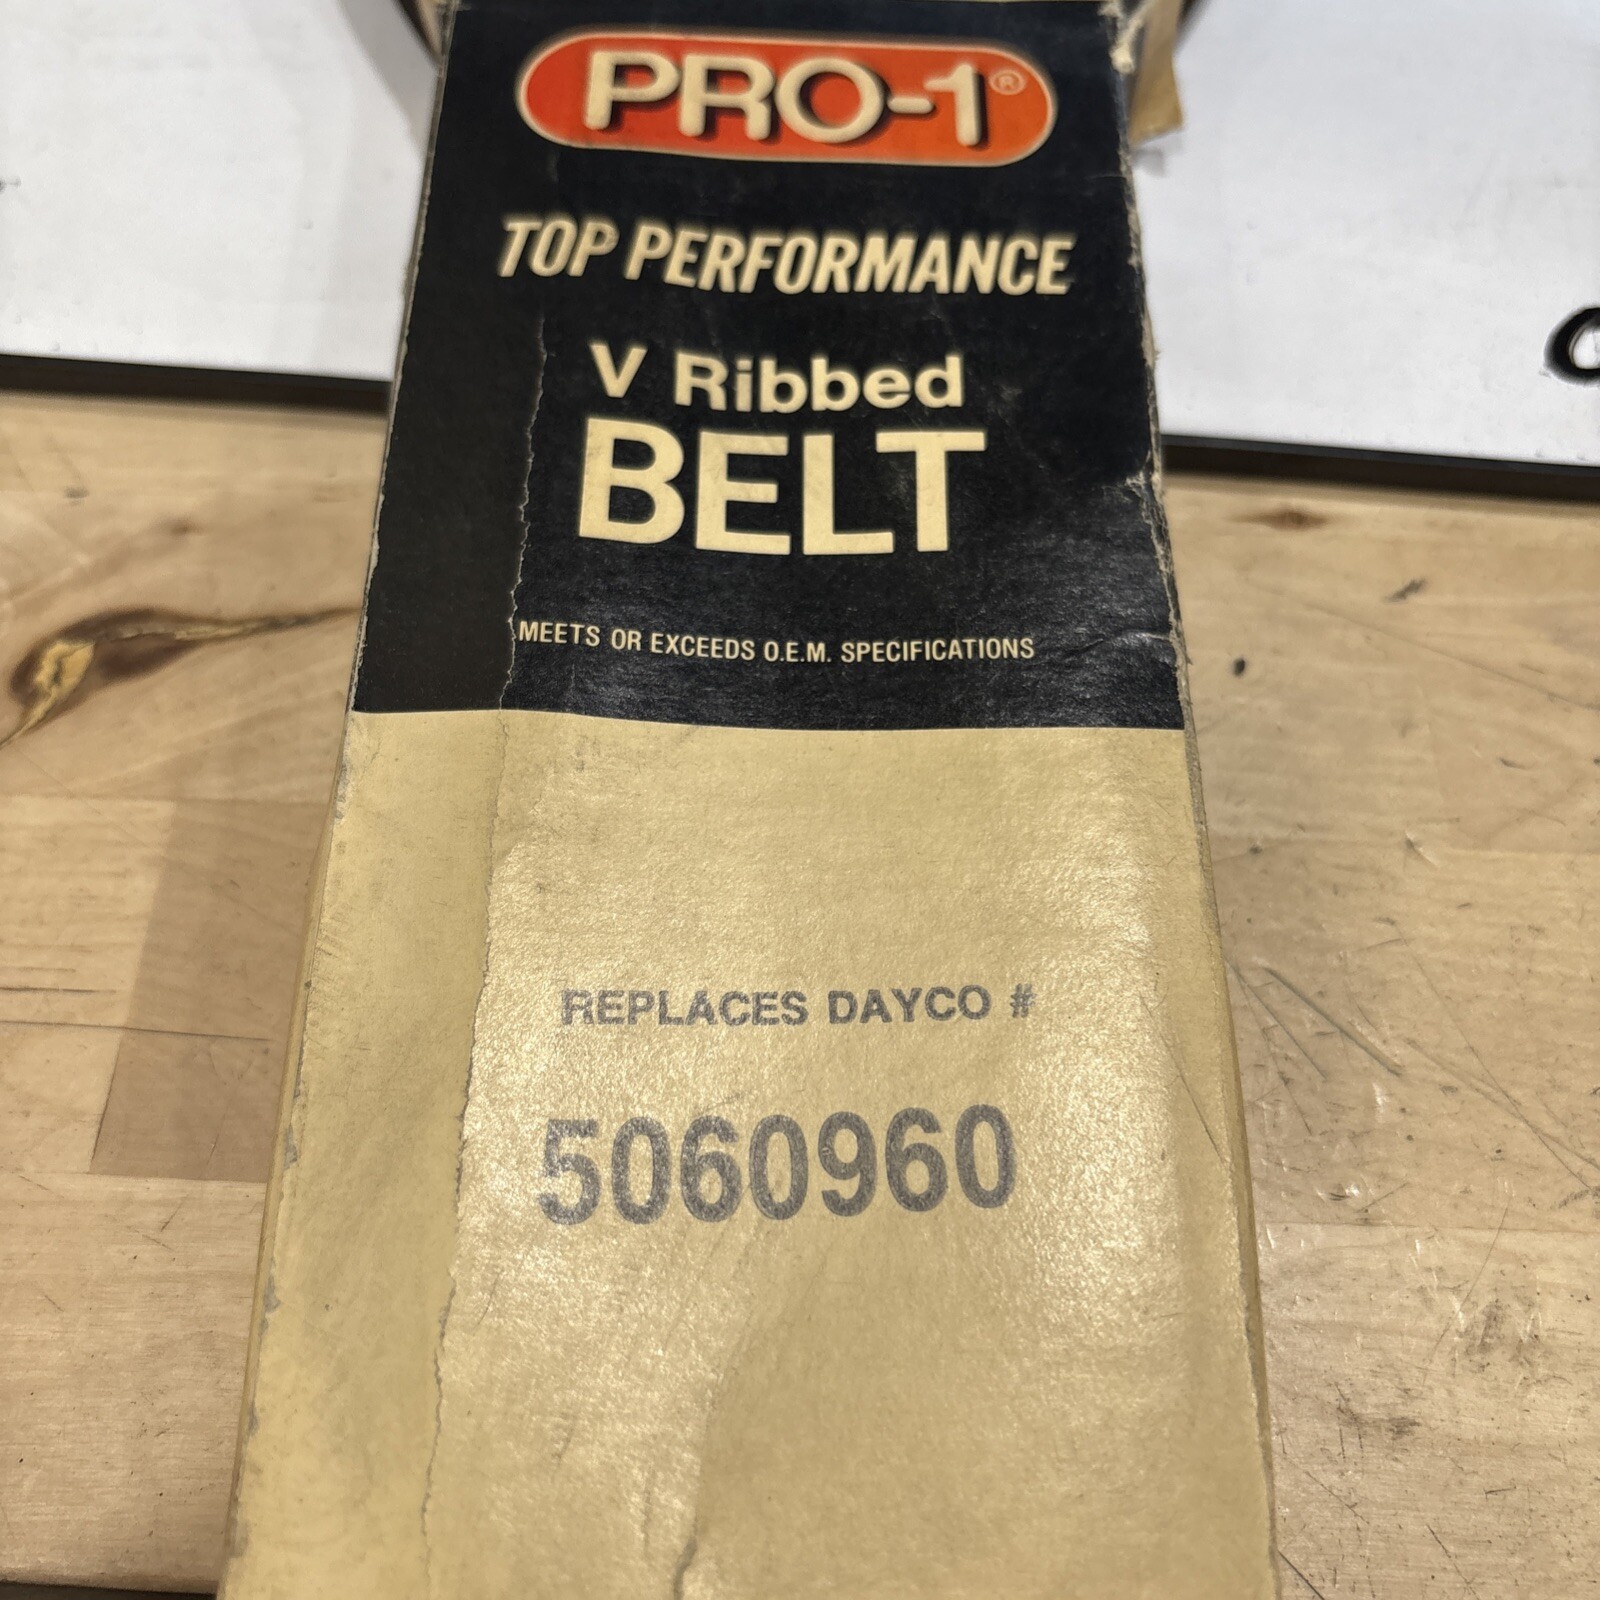 PRO-1®
TOP PERFORMANCE
V Ribbed
BELT
MEETS OR EXCEEDS O.E.M. SPECIFICATIONS
REPLACES DAYCO #
5060960